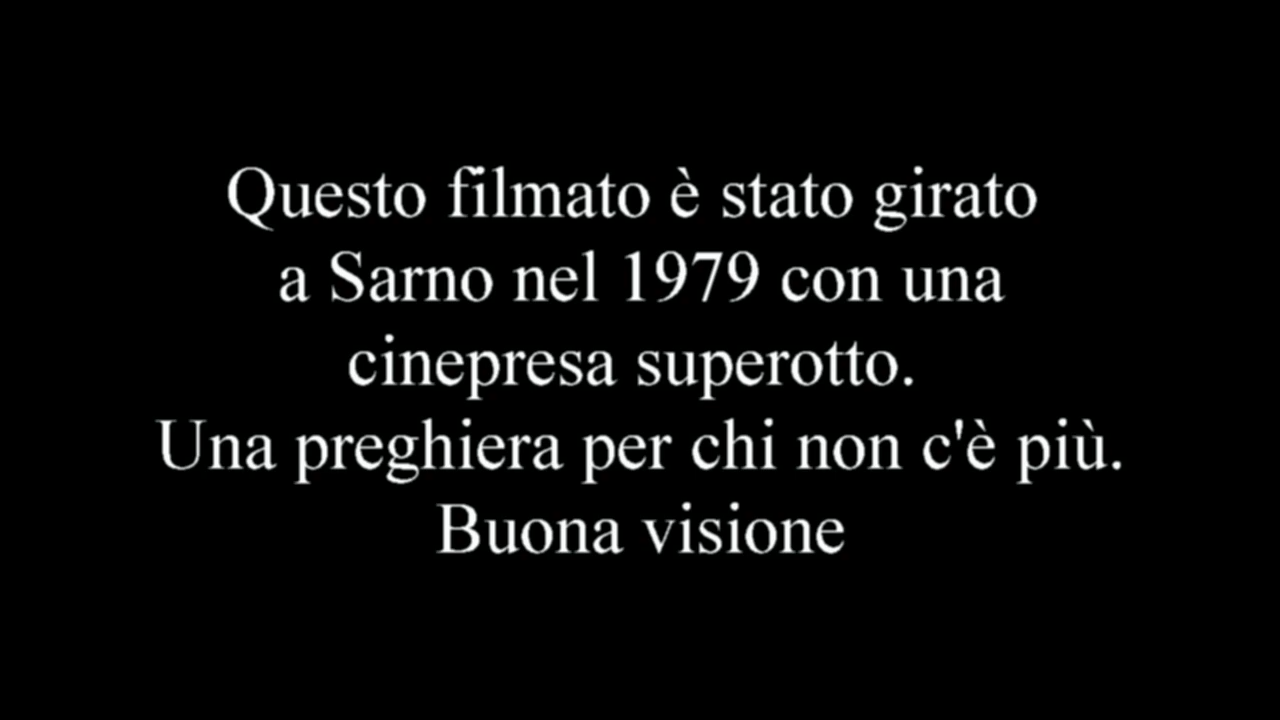 Questo filmato è stato girato
a Sarno nel 1979 con una
cinepresa superotto.
Una preghiera per chi non c'è più.
Buona visione